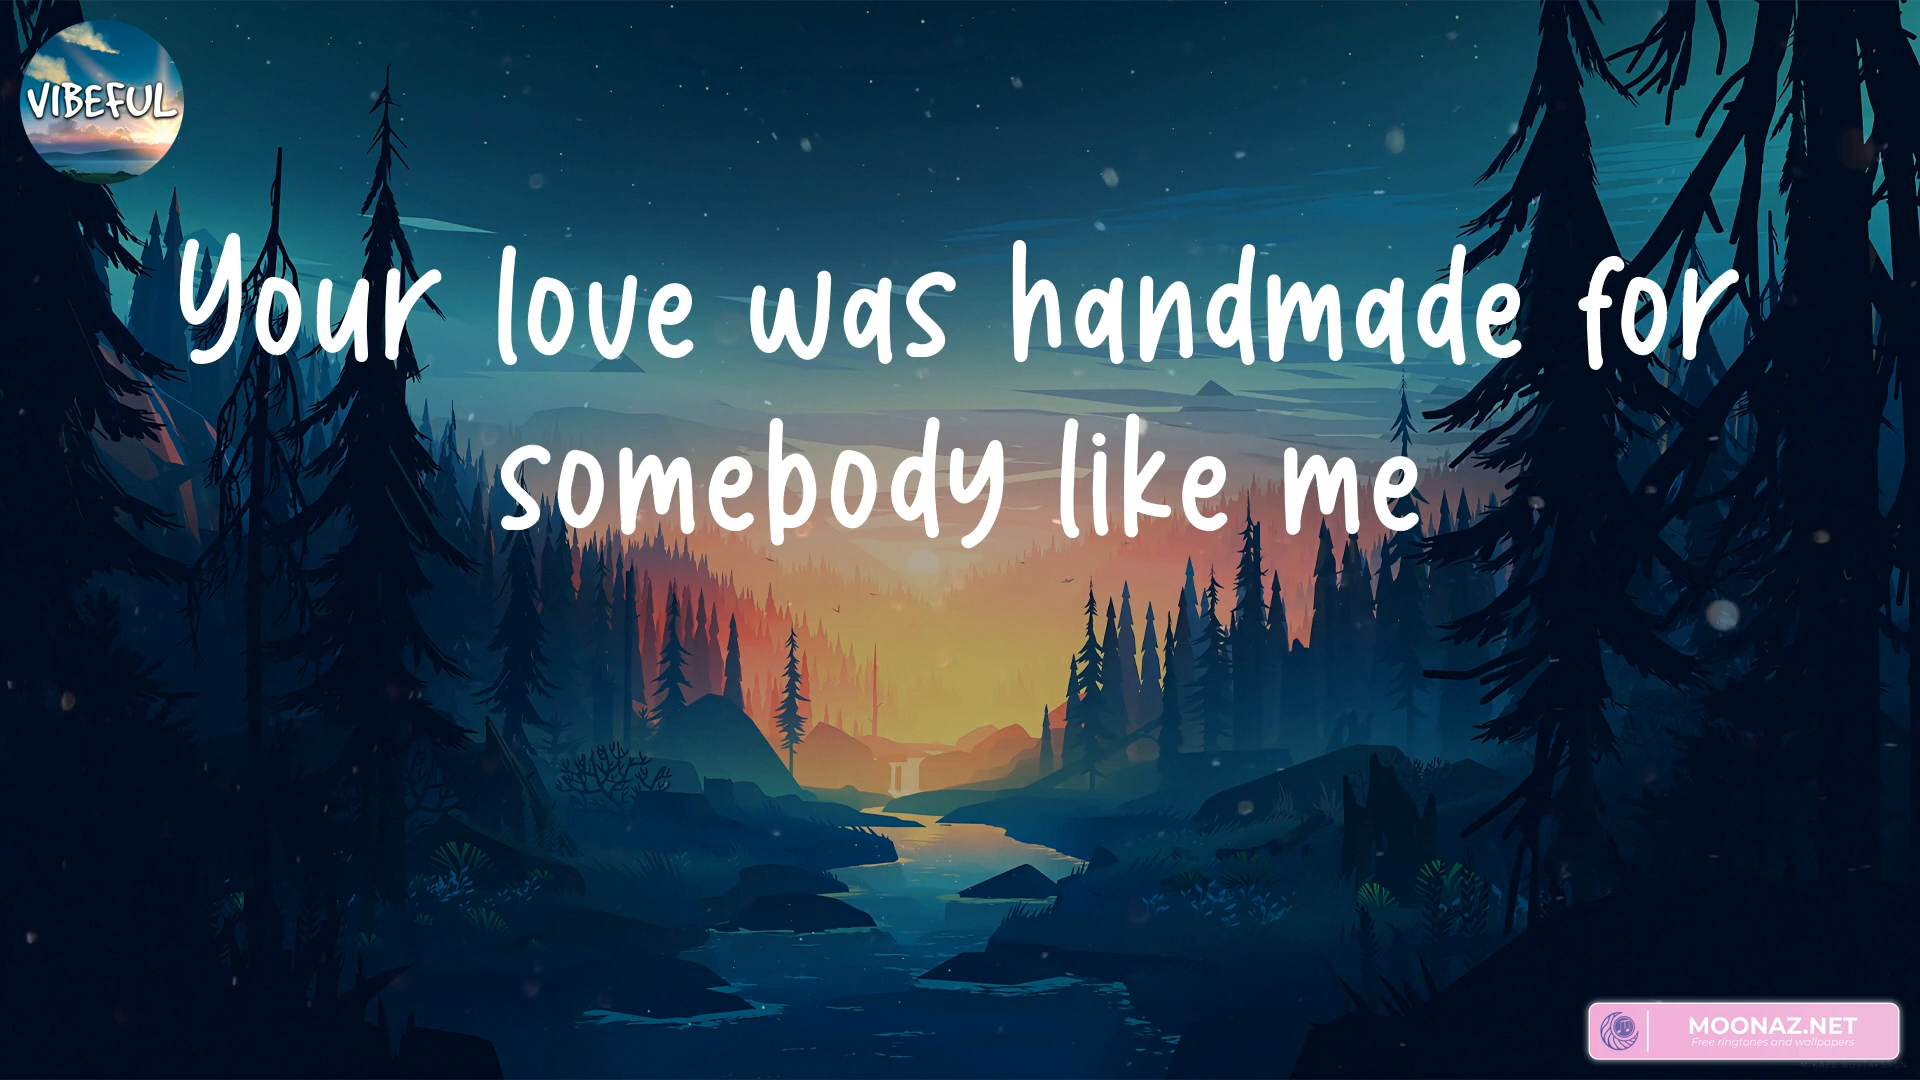 VIBEFUL
Your love was handmade for
somebody like me
MOONAZ.NET
Free ringtones and wallpapers